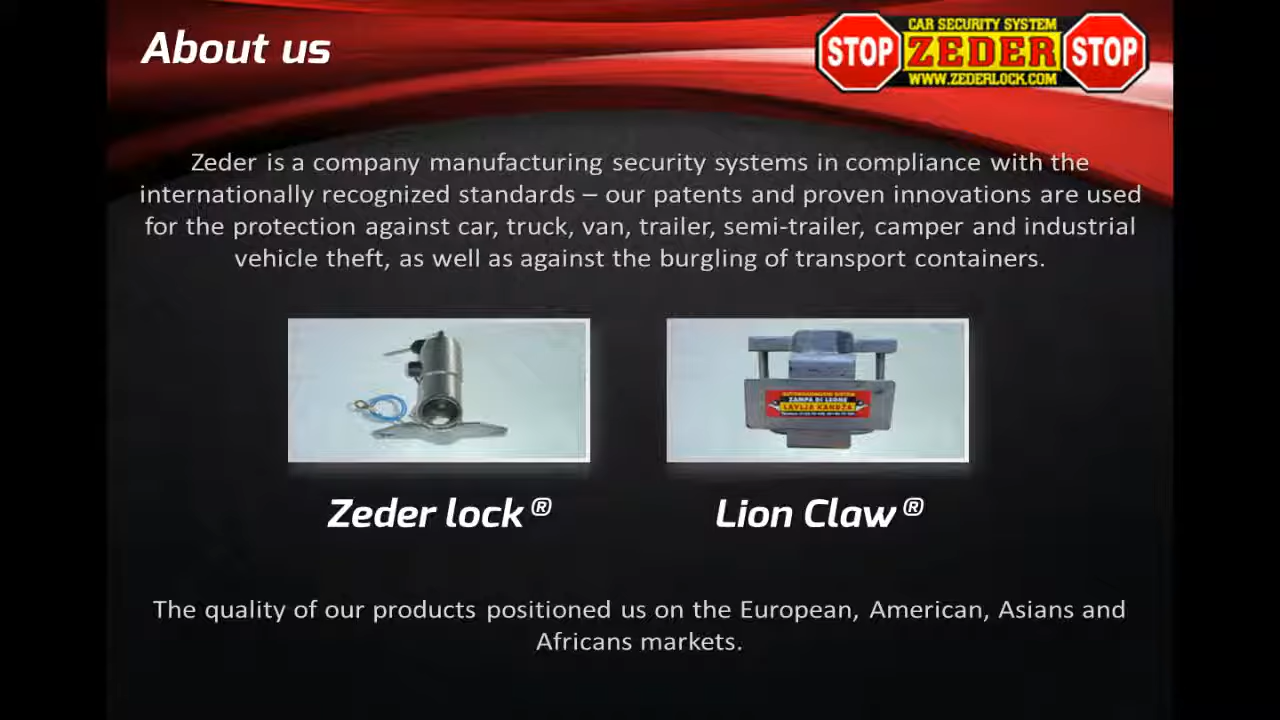 About us
STOP
CAR SECURITY SYSTEM
ZEDER
WWW.ZEDERLOCK.COM
STOP
Zeder is a company manufacturing security systems in compliance with the
internationally recognized standards – our patents and proven innovations are used
for the protection against car, truck, van, trailer, semi-trailer, camper and industrial
vehicle theft, as well as against the burgling of transport containers.
ZAMPA DI LEONE
LAVLJA KANDŽA
Zeder lock®
Lion Claw®
The quality of our products positioned us on the European, American, Asians and
Africans markets.